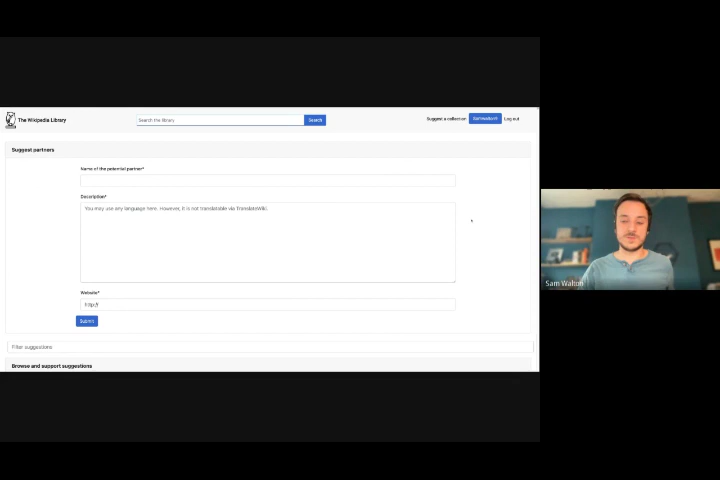 The Wikipedia Library
Search the library
Search
Suggest a collection
Log out
Suggest partners
Name of the potential partner*
Description*
You may use any language here. However, it is not translatable via TranslateWiki.
Website*
http://
Submit
Filter suggestions
Browse and support suggestions
Sam Walton